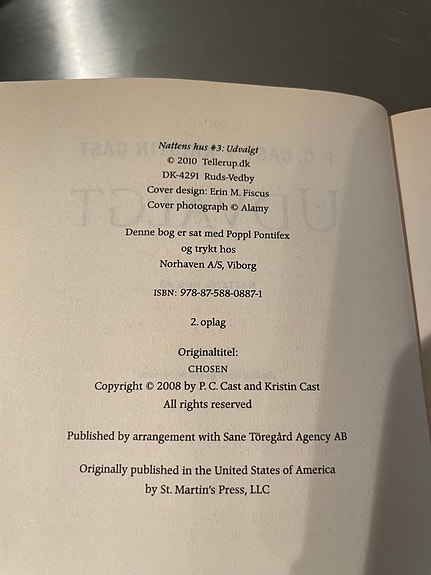 Nattens hus #3: Udvalgt
© 2010 Tellerup.dk
DK-4291 Ruds-Vedby
Cover design: Erin M. Fiscus
Cover photograph © Alamy
Denne bog er sat med Poppl Pontifex
og trykt hos
Norhaven A/S, Viborg
ISBN: 978-87-588-0887-1
2. oplag
Originaltitel:
CHOSEN
Copyright © 2008 by P. C. Cast and Kristin Cast
All rights reserved
Published by arrangement with Sane Töregård Agency AB
Originally published in the United States of America
by St. Martin's Press, LLC